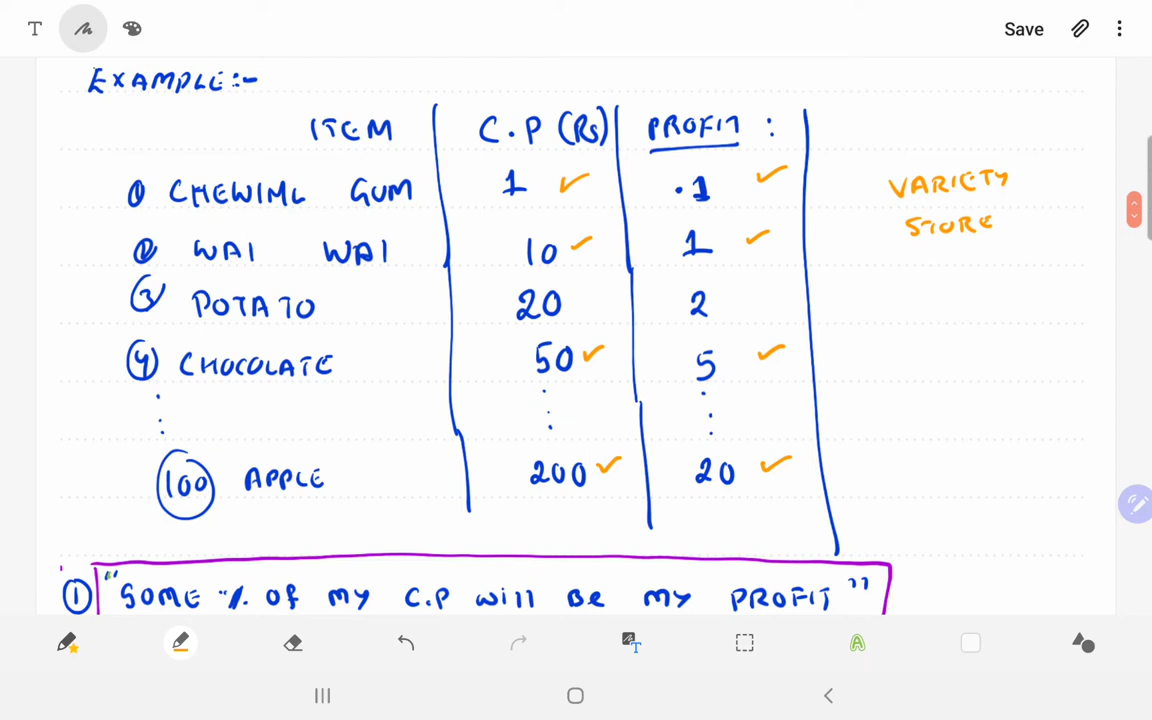 T
Save
EXAMPLE:-
ITEM C.P (Rs) PROFIT :
① CHEWING GUM 1 ✓ .1 ✓
② WAI WAI 10 ✓ 1 ✓
③ POTATO 20 2
④ CHOCOLATE 50 ✓ 5 ✓
100 APPLE 200 ✓ 20 ✓
VARIETY
STORE
① "SOME % of MY C.P will BE MY PROFIT"